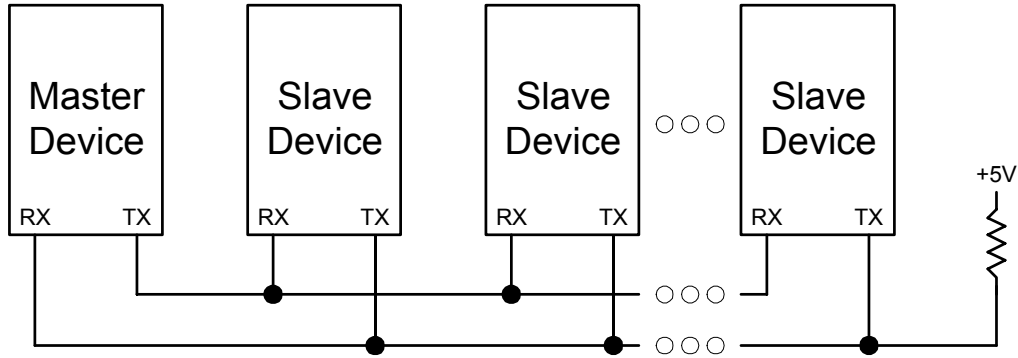 Master
Device
Slave
Device
Slave
Device
Slave
Device
+5V
RX TX
RX TX
RX TX
RX TX